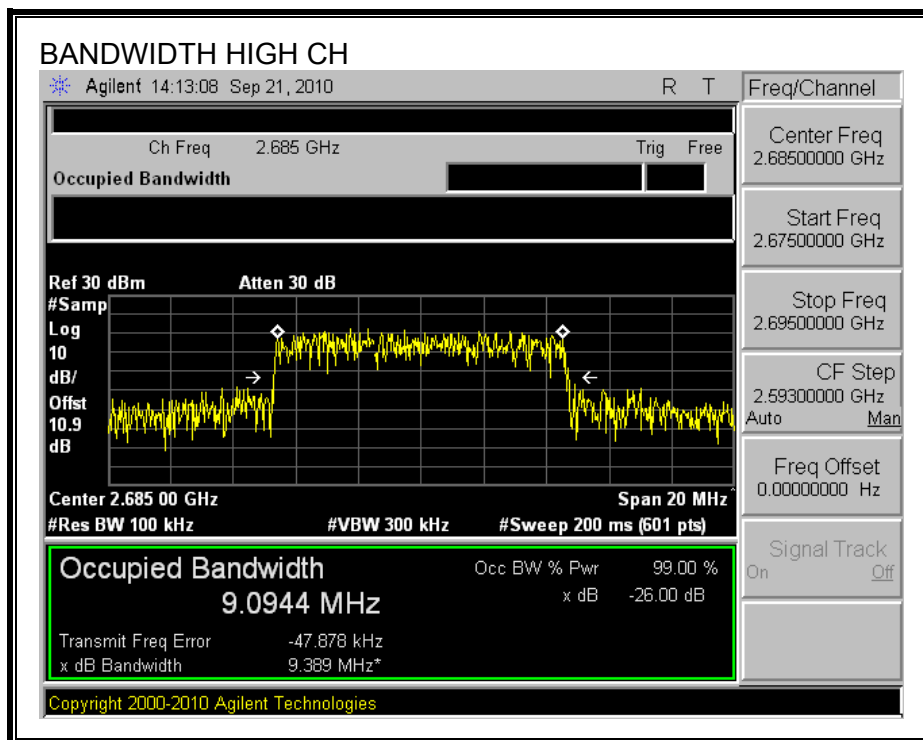 BANDWIDTH HIGH CH
Agilent 14:13:08 Sep 21, 2010 R T
Freq/Channel
Ch Freq 2.685 GHz Trig Free
Occupied Bandwidth
Center Freq
2.68500000 GHz
Start Freq
2.67500000 GHz
Stop Freq
2.69500000 GHz
CF Step
2.59300000 GHz
Auto Man
Freq Offset
0.00000000 Hz
Signal Track
On Off
Ref 30 dBm Atten 30 dB
#Samp
Log
10
dB/
Offst
10.9
dB
Center 2.685 00 GHz Span 20 MHz^
#Res BW 100 kHz #VBW 300 kHz #Sweep 200 ms (601 pts)
Occupied Bandwidth
9.0944 MHz
Occ BW % Pwr 99.00 %
x dB -26.00 dB
Transmit Freq Error -47.878 kHz
x dB Bandwidth 9.389 MHz*
Copyright 2000-2010 Agilent Technologies